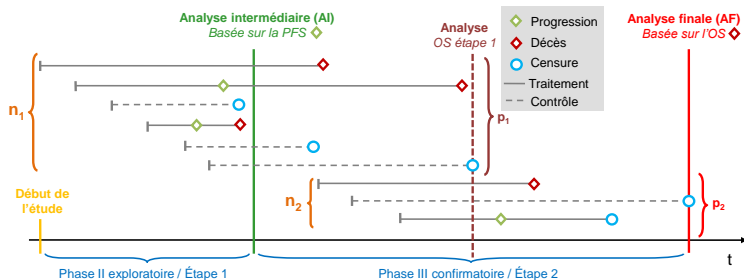 Analyse intermédiaire (AI)
Basée sur la PFS
Analyse
OS étape 1
Progression
Décès
Censure
Traitement
Contrôle
Analyse finale (AF)
Basée sur l'OS
n1
p1
n2
p2
Début de
l'étude
t
Phase II exploratoire / Étape 1
Phase III confirmatoire / Étape 2